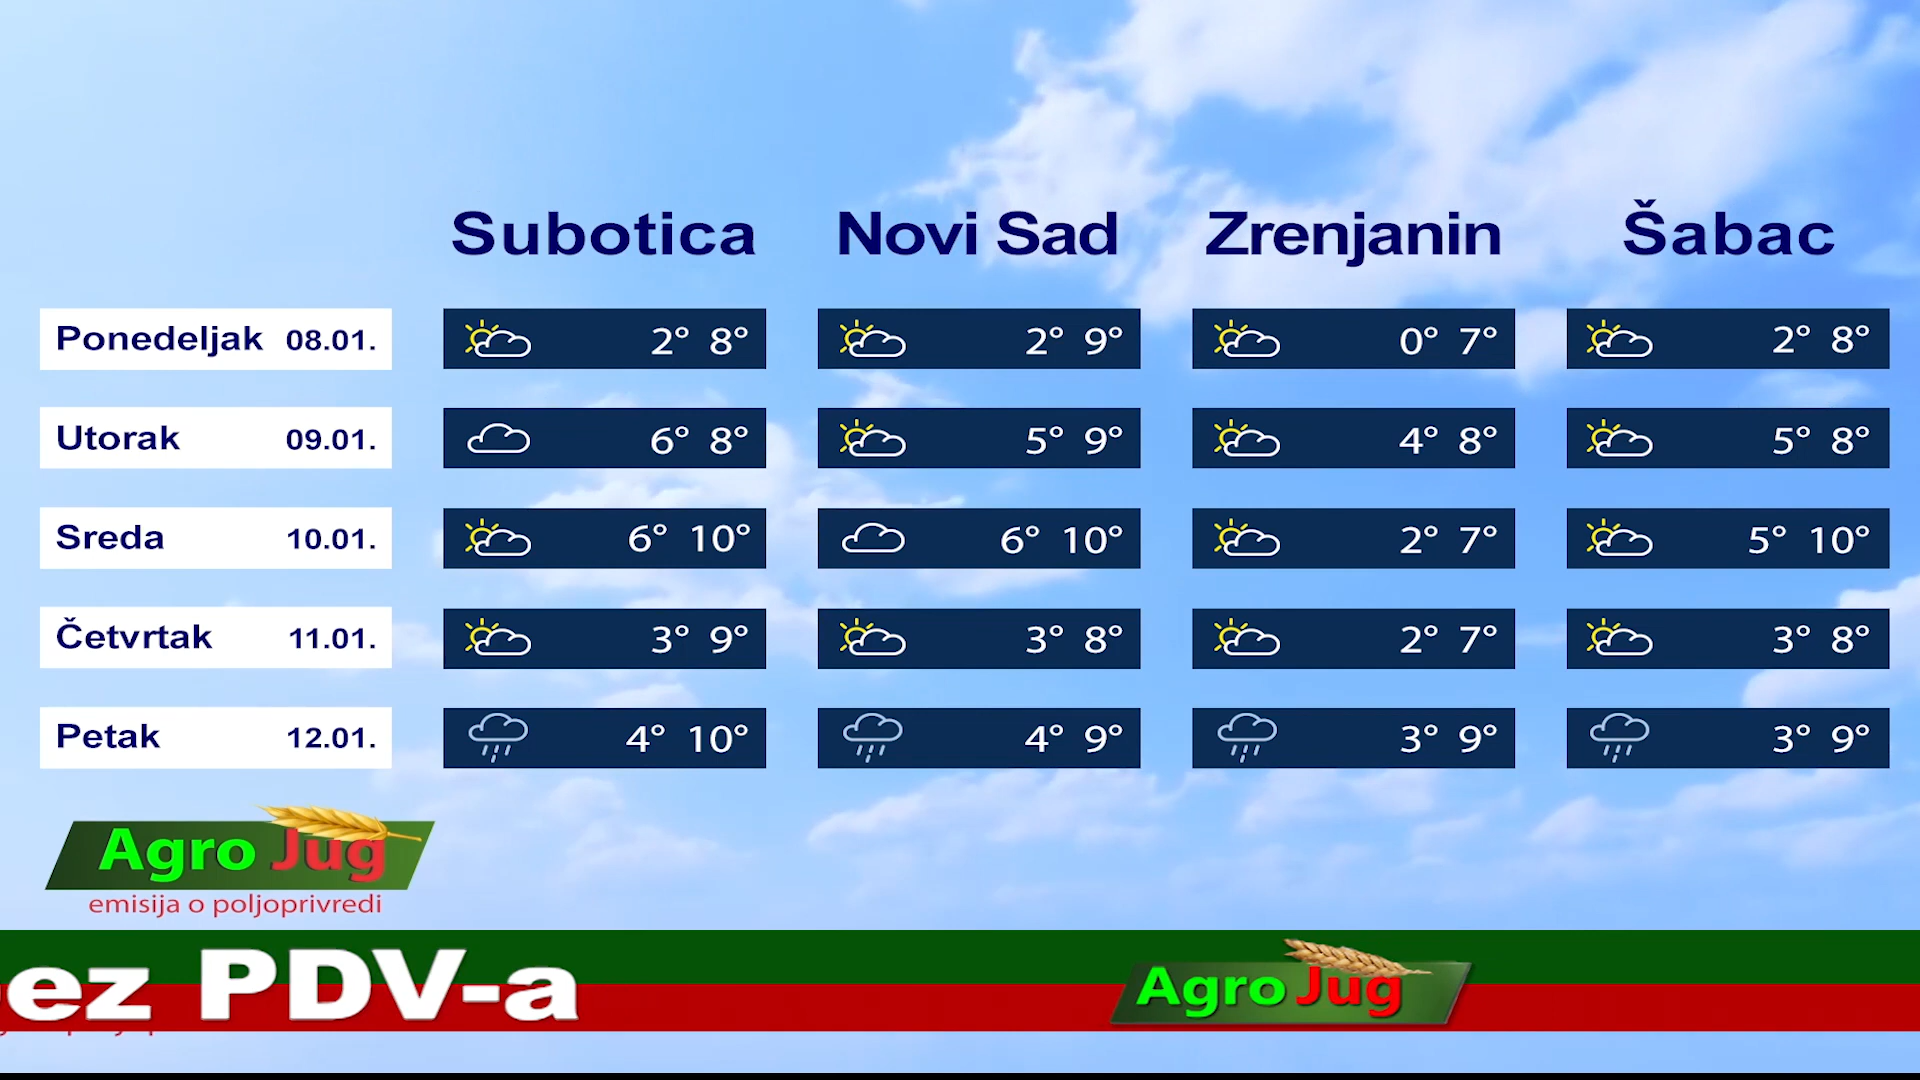 Subotica Novi Sad Zrenjanin Šabac
Ponedeljak 08.01. 2° 8° 2° 9° 0° 7° 2° 8°
Utorak 09.01. 6° 8° 5° 9° 4° 8° 5° 8°
Sreda 10.01. 6° 10° 6° 10° 2° 7° 5° 10°
Četvrtak 11.01. 3° 9° 3° 8° 2° 7° 3° 8°
Petak 12.01. 4° 10° 4° 9° 3° 9° 3° 9°
Agro Jug
emisija o poljoprivredi
ez PDV-a Agro Jug